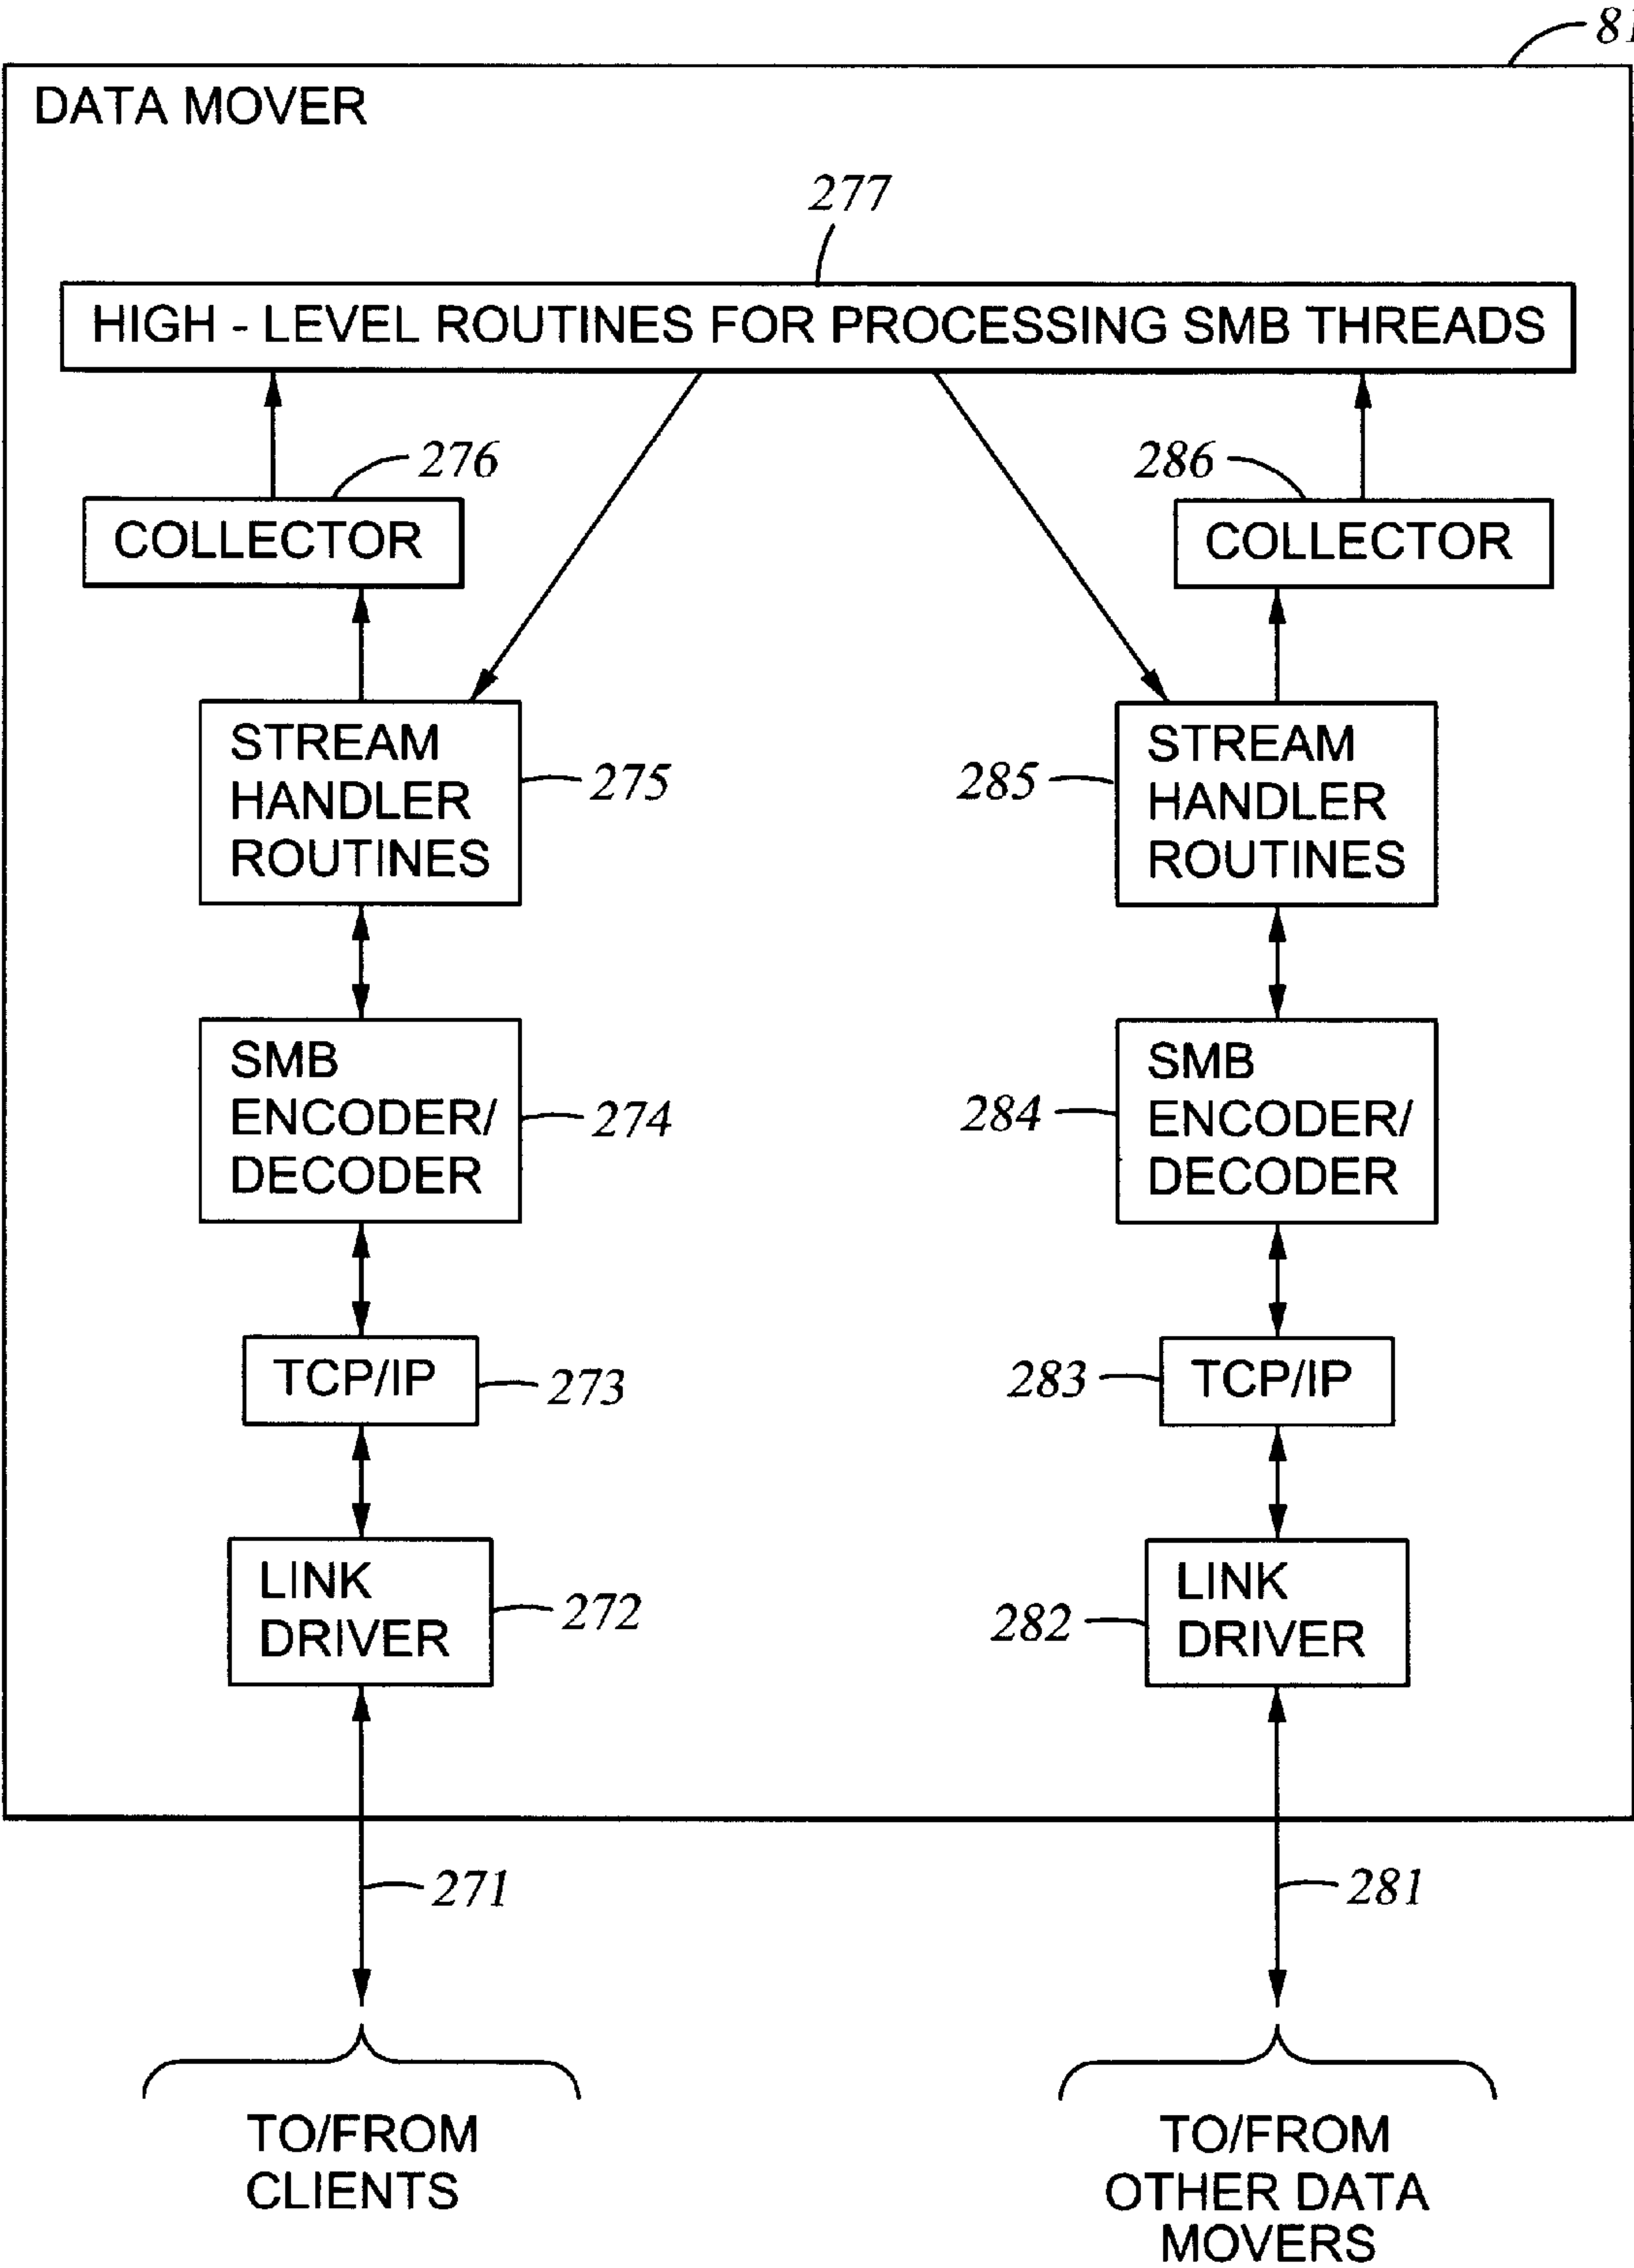 81
DATA MOVER
277
HIGH - LEVEL ROUTINES FOR PROCESSING SMB THREADS
276
286
COLLECTOR
COLLECTOR
STREAM
HANDLER
ROUTINES
275
285
STREAM
HANDLER
ROUTINES
SMB
ENCODER/
DECODER
274
284
SMB
ENCODER/
DECODER
TCP/IP
273
283
TCP/IP
LINK
DRIVER
272
282
LINK
DRIVER
271
281
TO/FROM
CLIENTS
TO/FROM
OTHER DATA
MOVERS